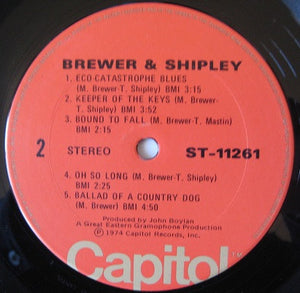 BREWER & SHIPLEY
1. ECO-CATASTROPHE BLUES
(M. Brewer-T. Shipley) BMI 3:15
2. KEEPER OF THE KEYS (M. Brewer-
T. Shipley) BMI 3:52
3. BOUND TO FALL (M. Brewer-T. Mastin)
BMI 2:15
2 STEREO ST-11261
4. OH SO LONG (M. Brewer-T. Shipley)
BMI 2:25
5. BALLAD OF A COUNTRY DOG
(M. Brewer) BMI 4:50
Produced by John Boylan
A Great Eastern Gramophone Production
Ⓟ 1974 Capitol Records, Inc.
Capitol